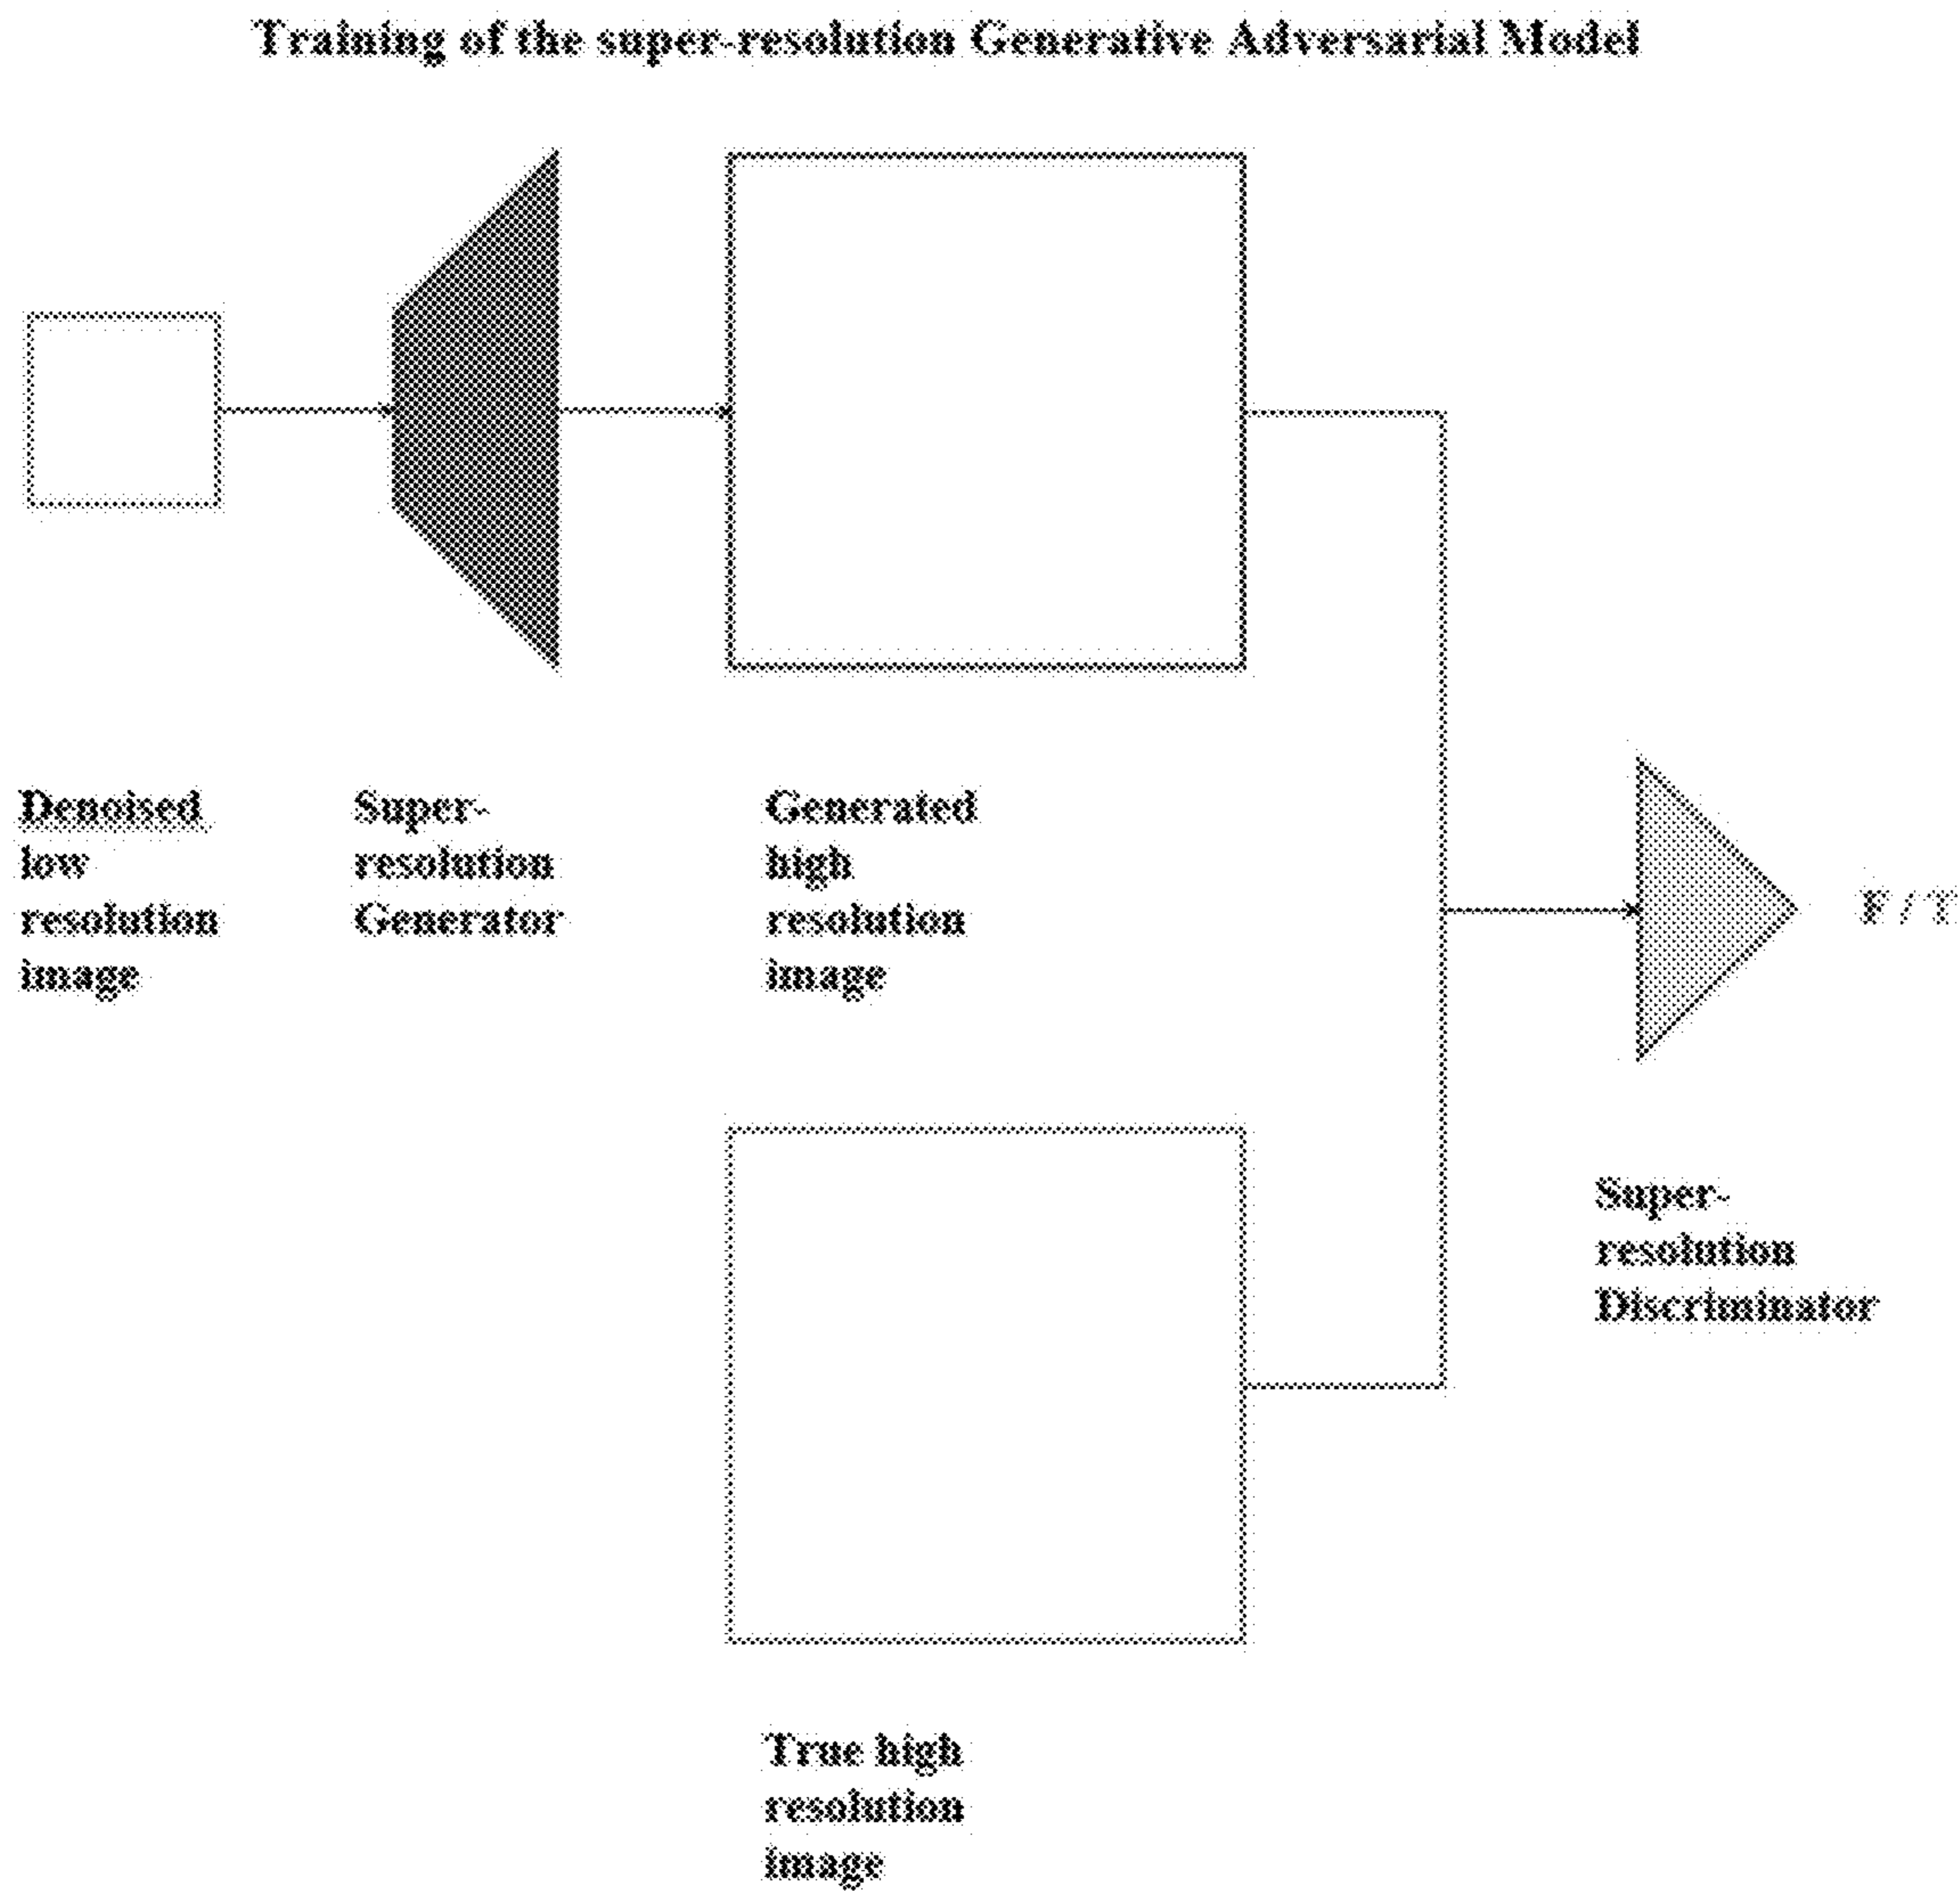 Training of the super-resolution Generative Adversarial Model
Denoised
low
resolution
image
Super-
resolution
Generator
Generated
high
resolution
image
F / T
Super-
resolution
Discriminator
True high
resolution
image